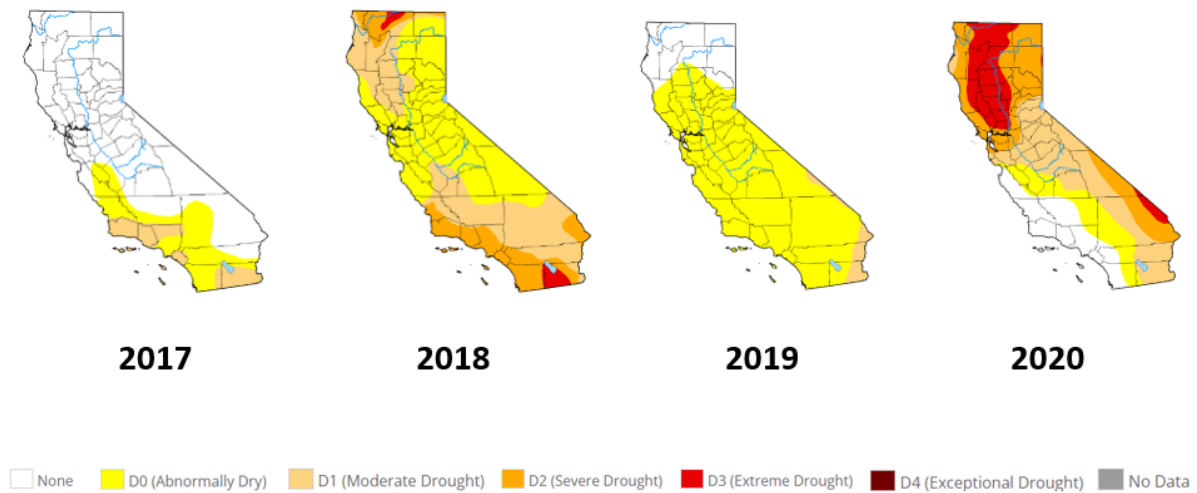 2017 2018 2019 2020
None D0 (Abnormally Dry) D1 (Moderate Drought) D2 (Severe Drought) D3 (Extreme Drought) D4 (Exceptional Drought) No Data